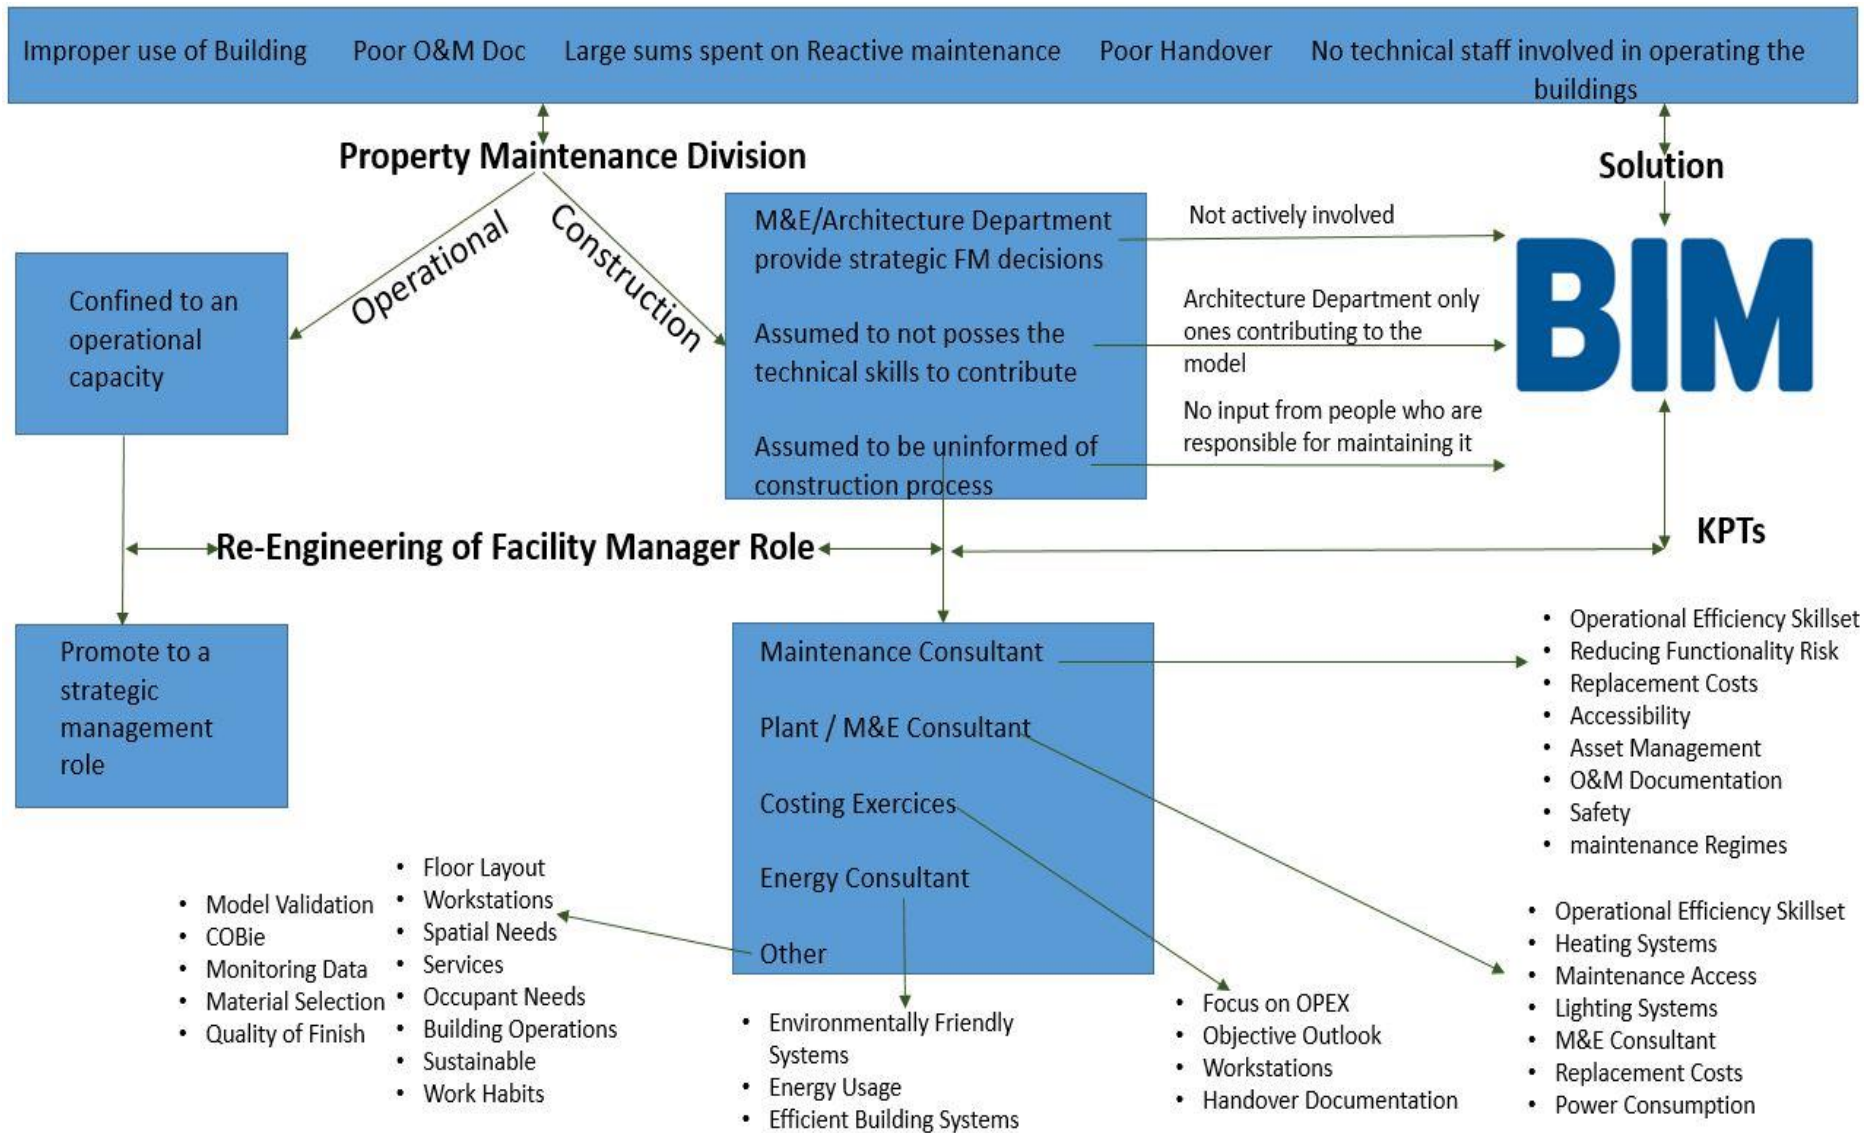 Improper use of Building
Poor O&M Doc
Large sums spent on Reactive maintenance
Poor Handover
No technical staff involved in operating the
buildings
Property Maintenance Division
Solution
Operational
Construction
Confined to an
operational
capacity
M&E/Architecture Department
provide strategic FM decisions
Assumed to not posses the
technical skills to contribute
Assumed to be uninformed of
construction process
Not actively involved
Architecture Department only
ones contributing to the
model
No input from people who are
responsible for maintaining it
BIM
Re-Engineering of Facility Manager Role
KPTs
Promote to a
strategic
management
role
Maintenance Consultant
Plant / M&E Consultant
Costing Exercices
Energy Consultant
Other
• Operational Efficiency Skillset
• Reducing Functionality Risk
• Replacement Costs
• Accessibility
• Asset Management
• O&M Documentation
• Safety
• maintenance Regimes
• Model Validation
• COBie
• Monitoring Data
• Material Selection
• Quality of Finish
• Floor Layout
• Workstations
• Spatial Needs
• Services
• Occupant Needs
• Building Operations
• Sustainable
• Work Habits
• Environmentally Friendly
Systems
• Energy Usage
• Efficient Building Systems
• Focus on OPEX
• Objective Outlook
• Workstations
• Handover Documentation
• Operational Efficiency Skillset
• Heating Systems
• Maintenance Access
• Lighting Systems
• M&E Consultant
• Replacement Costs
• Power Consumption